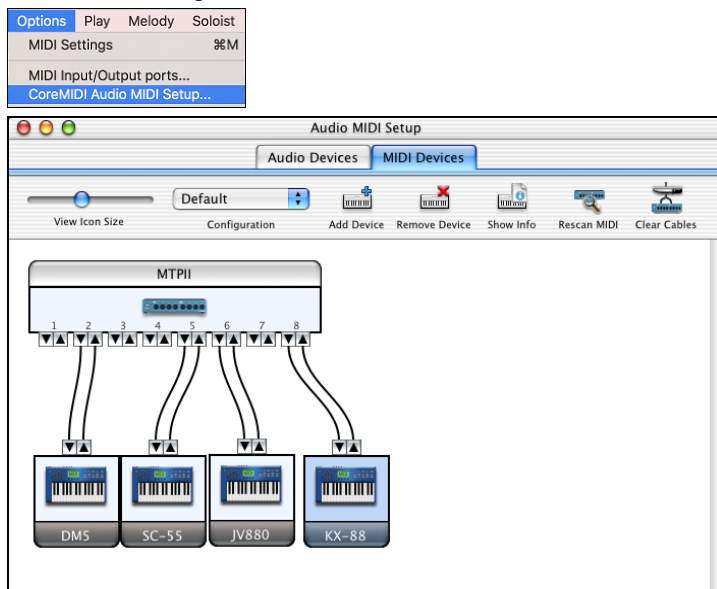 Options Play Melody Soloist
MIDI Settings ⌘M
MIDI Input/Output ports...
CoreMIDI Audio MIDI Setup...
Audio MIDI Setup
Audio Devices MIDI Devices
Default
View Icon Size Configuration Add Device Remove Device Show Info Rescan MIDI Clear Cables
MTPII
1 2 3 4 5 6 7 8
DM5 SC-55 JV880 KX-88